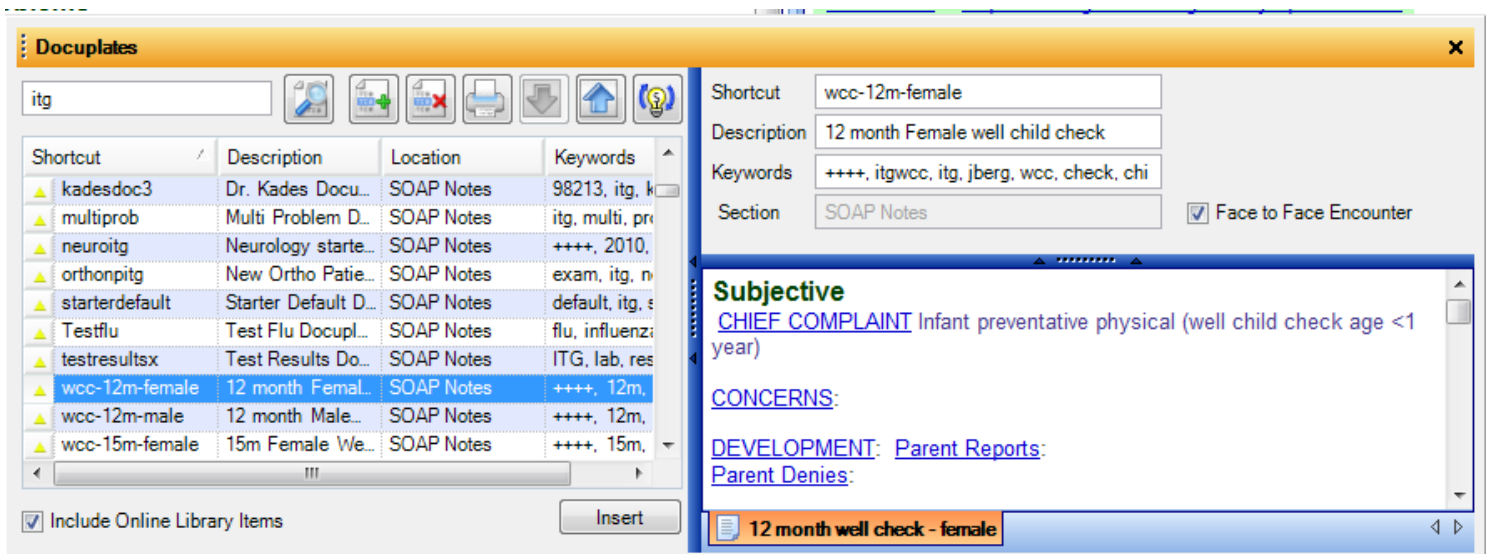 Docuplates
itg
Shortcut Description Location Keywords
kadesdoc3 Dr. Kades Docu... SOAP Notes 98213, itg, k
multiprob Multi Problem D... SOAP Notes itg, multi, pro
neuroitg Neurology starte... SOAP Notes ++++, 2010,
orthonpitg New Ortho Patie... SOAP Notes exam, itg, n
starterdefault Starter Default D... SOAP Notes default, itg, s
Testflu Test Flu Docupl... SOAP Notes flu, influenza
testresultsx Test Results Do... SOAP Notes ITG, lab, res
wcc-12m-female 12 month Femal... SOAP Notes ++++, 12m,
wcc-12m-male 12 month Male... SOAP Notes ++++, 12m,
wcc-15m-female 15m Female We... SOAP Notes ++++, 15m,
Include Online Library Items Insert
Shortcut wcc-12m-female
Description 12 month Female well child check
Keywords ++++, itgwcc, itg, jberg, wcc, check, chi
Section SOAP Notes Face to Face Encounter
Subjective
CHIEF COMPLAINT Infant preventative physical (well child check age <1
year)
CONCERNS:
DEVELOPMENT: Parent Reports:
Parent Denies:
12 month well check - female